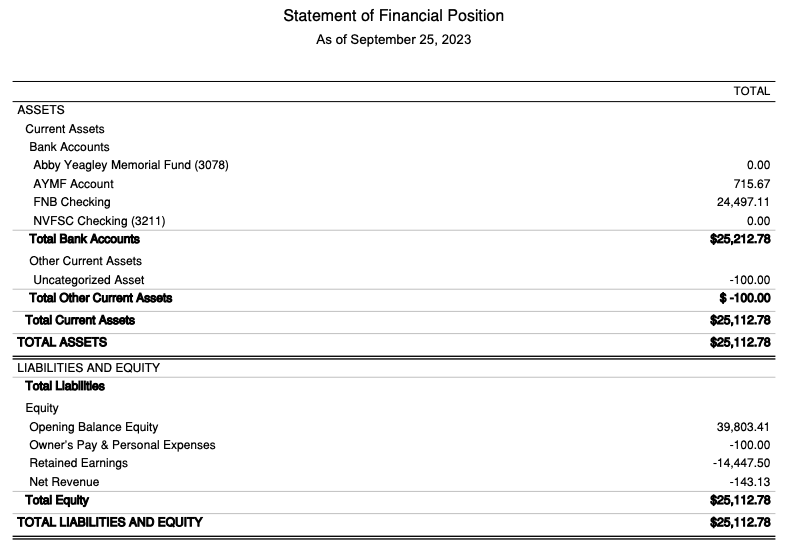 Statement of Financial Position
As of September 25, 2023
TOTAL
ASSETS
Current Assets
Bank Accounts
Abby Yeagley Memorial Fund (3078) 0.00
AYMF Account 715.67
FNB Checking 24,497.11
NVFSC Checking (3211) 0.00
Total Bank Accounts $25,212.78
Other Current Assets
Uncategorized Asset -100.00
Total Other Current Assets $ -100.00
Total Current Assets $25,112.78
TOTAL ASSETS $25,112.78
LIABILITIES AND EQUITY
Total Liabilities
Equity
Opening Balance Equity 39,803.41
Owner's Pay & Personal Expenses -100.00
Retained Earnings -14,447.50
Net Revenue -143.13
Total Equity $25,112.78
TOTAL LIABILITIES AND EQUITY $25,112.78